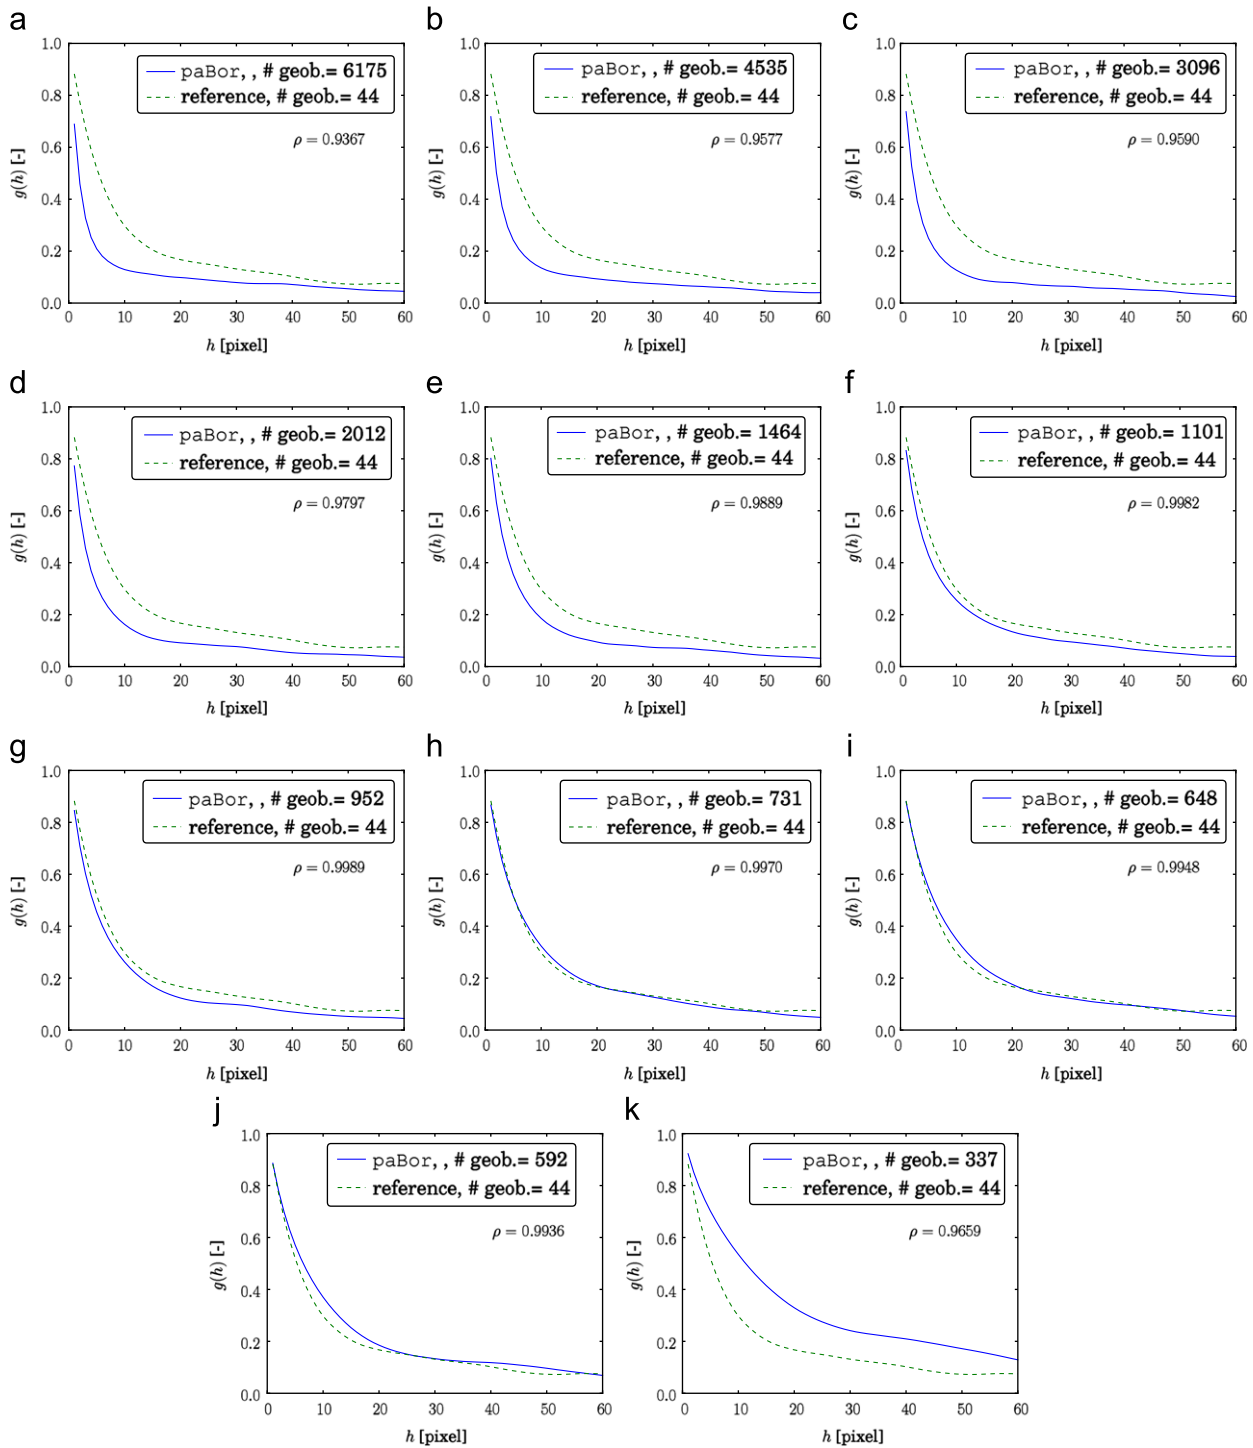 a
1.0
0.8
0.6
0.4
0.2
0.0
g(h) [-]
paBor, , # geob.= 6175
reference, # geob.= 44
ρ = 0.9367
0 10 20 30 40 50 60
h [pixel]
b
1.0
0.8
0.6
0.4
0.2
0.0
g(h) [-]
paBor, , # geob.= 4535
reference, # geob.= 44
ρ = 0.9577
0 10 20 30 40 50 60
h [pixel]
c
1.0
0.8
0.6
0.4
0.2
0.0
g(h) [-]
paBor, , # geob.= 3096
reference, # geob.= 44
ρ = 0.9590
0 10 20 30 40 50 60
h [pixel]
d
1.0
0.8
0.6
0.4
0.2
0.0
g(h) [-]
paBor, , # geob.= 2012
reference, # geob.= 44
ρ = 0.9797
0 10 20 30 40 50 60
h [pixel]
e
1.0
0.8
0.6
0.4
0.2
0.0
g(h) [-]
paBor, , # geob.= 1464
reference, # geob.= 44
ρ = 0.9889
0 10 20 30 40 50 60
h [pixel]
f
1.0
0.8
0.6
0.4
0.2
0.0
g(h) [-]
paBor, , # geob.= 1101
reference, # geob.= 44
ρ = 0.9982
0 10 20 30 40 50 60
h [pixel]
g
1.0
0.8
0.6
0.4
0.2
0.0
g(h) [-]
paBor, , # geob.= 952
reference, # geob.= 44
ρ = 0.9989
0 10 20 30 40 50 60
h [pixel]
h
1.0
0.8
0.6
0.4
0.2
0.0
g(h) [-]
paBor, , # geob.= 731
reference, # geob.= 44
ρ = 0.9970
0 10 20 30 40 50 60
h [pixel]
i
1.0
0.8
0.6
0.4
0.2
0.0
g(h) [-]
paBor, , # geob.= 648
reference, # geob.= 44
ρ = 0.9948
0 10 20 30 40 50 60
h [pixel]
j
1.0
0.8
0.6
0.4
0.2
0.0
g(h) [-]
paBor, , # geob.= 592
reference, # geob.= 44
ρ = 0.9936
0 10 20 30 40 50 60
h [pixel]
k
1.0
0.8
0.6
0.4
0.2
0.0
g(h) [-]
paBor, , # geob.= 337
reference, # geob.= 44
ρ = 0.9659
0 10 20 30 40 50 60
h [pixel]